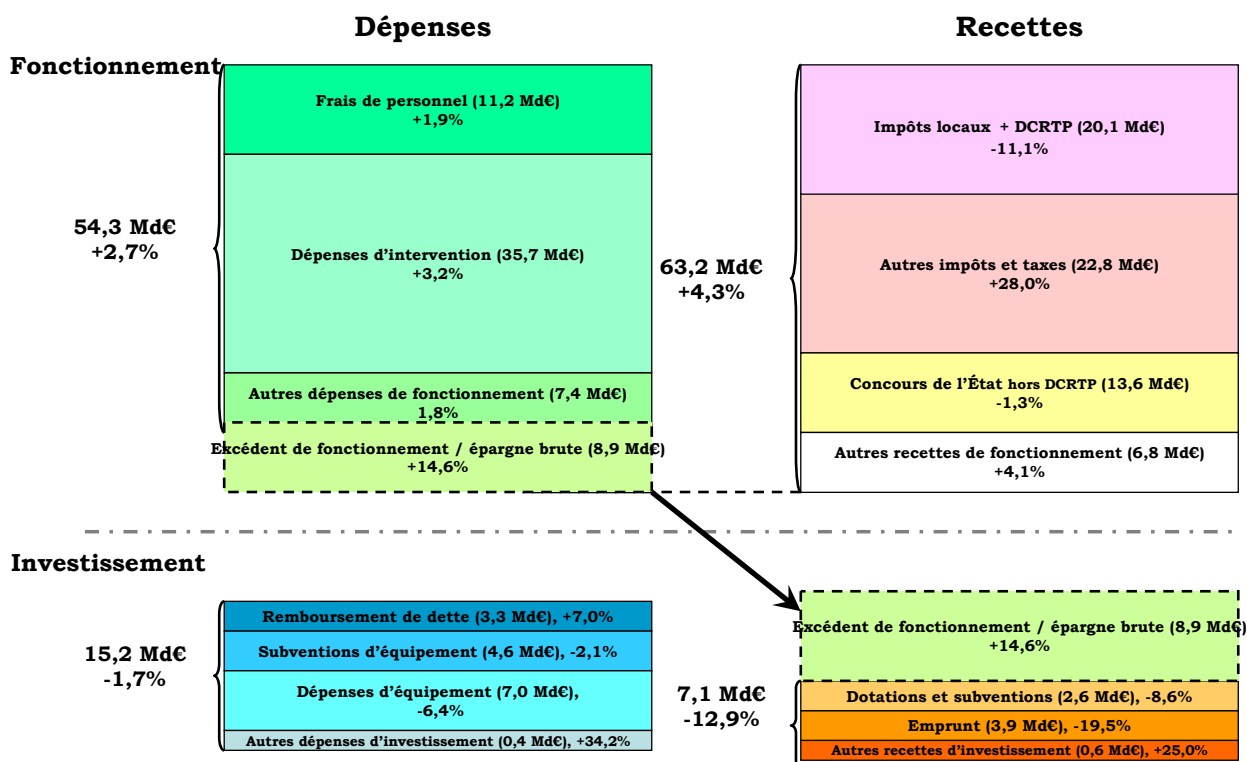 Dépenses
Recettes
Fonctionnement
Frais de personnel (11,2 Md€)
+1,9%
Dépenses d’intervention (35,7 Md€)
+3,2%
Autres dépenses de fonctionnement (7,4 Md€)
1,8%
Excédent de fonctionnement / épargne brute (8,9 Md€)
+14,6%
54,3 Md€
+2,7%
Impôts locaux + DCRTP (20,1 Md€)
-11,1%
Autres impôts et taxes (22,8 Md€)
+28,0%
Concours de l’État hors DCRTP (13,6 Md€)
-1,3%
Autres recettes de fonctionnement (6,8 Md€)
+4,1%
63,2 Md€
+4,3%
Investissement
Remboursement de dette (3,3 Md€), +7,0%
Subventions d’équipement (4,6 Md€), -2,1%
Dépenses d’équipement (7,0 Md€),
-6,4%
Autres dépenses d’investissement (0,4 Md€), +34,2%
15,2 Md€
-1,7%
Excédent de fonctionnement / épargne brute (8,9 Md€)
+14,6%
Dotations et subventions (2,6 Md€), -8,6%
Emprunt (3,9 Md€), -19,5%
Autres recettes d’investissement (0,6 Md€), +25,0%
7,1 Md€
-12,9%